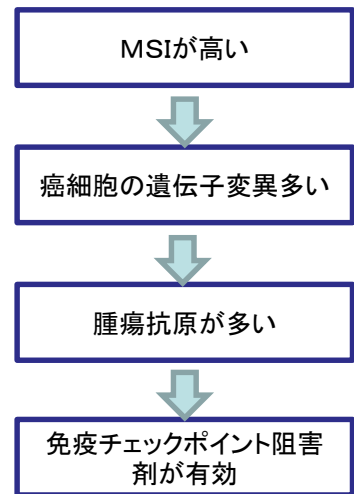 MSIが高い
癌細胞の遺伝子変異多い
腫瘍抗原が多い
免疫チェックポイント阻害
剤が有効